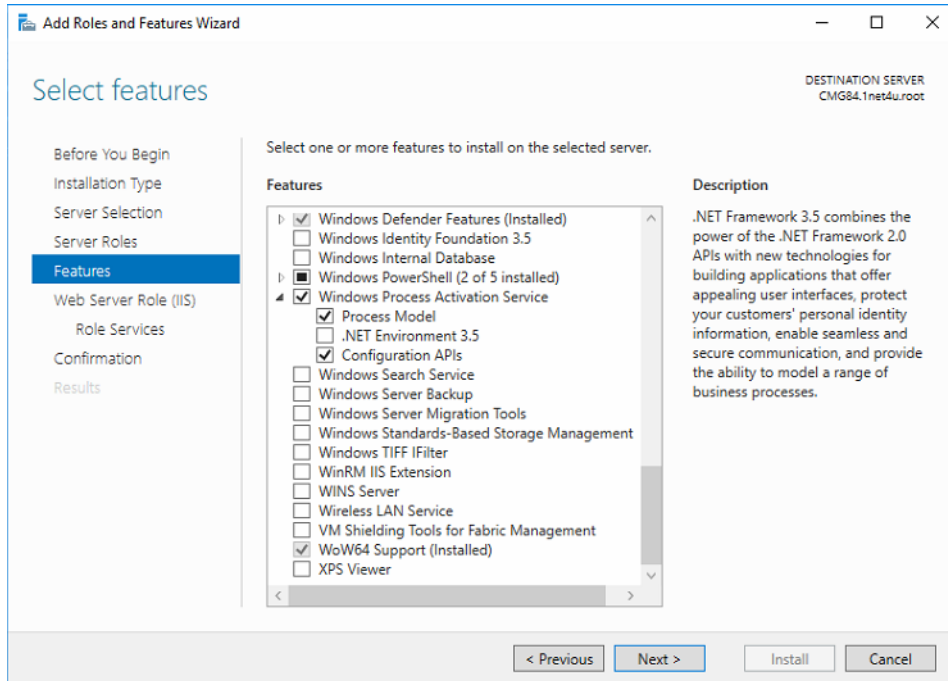 Add Roles and Features Wizard
Select features
DESTINATION SERVER
CMG84.1net4u.root
Before You Begin
Installation Type
Server Selection
Server Roles
Features
Web Server Role (IIS)
Role Services
Confirmation
Results
Select one or more features to install on the selected server.
Features
Windows Defender Features (Installed)
Windows Identity Foundation 3.5
Windows Internal Database
Windows PowerShell (2 of 5 installed)
Windows Process Activation Service
Process Model
.NET Environment 3.5
Configuration APIs
Windows Search Service
Windows Server Backup
Windows Server Migration Tools
Windows Standards-Based Storage Management
Windows TIFF IFilter
WinRM IIS Extension
WINS Server
Wireless LAN Service
VM Shielding Tools for Fabric Management
WoW64 Support (Installed)
XPS Viewer
Description
.NET Framework 3.5 combines the
power of the .NET Framework 2.0
APIs with new technologies for
building applications that offer
appealing user interfaces, protect
your customers' personal identity
information, enable seamless and
secure communication, and provide
the ability to model a range of
business processes.
< Previous
Next >
Install
Cancel